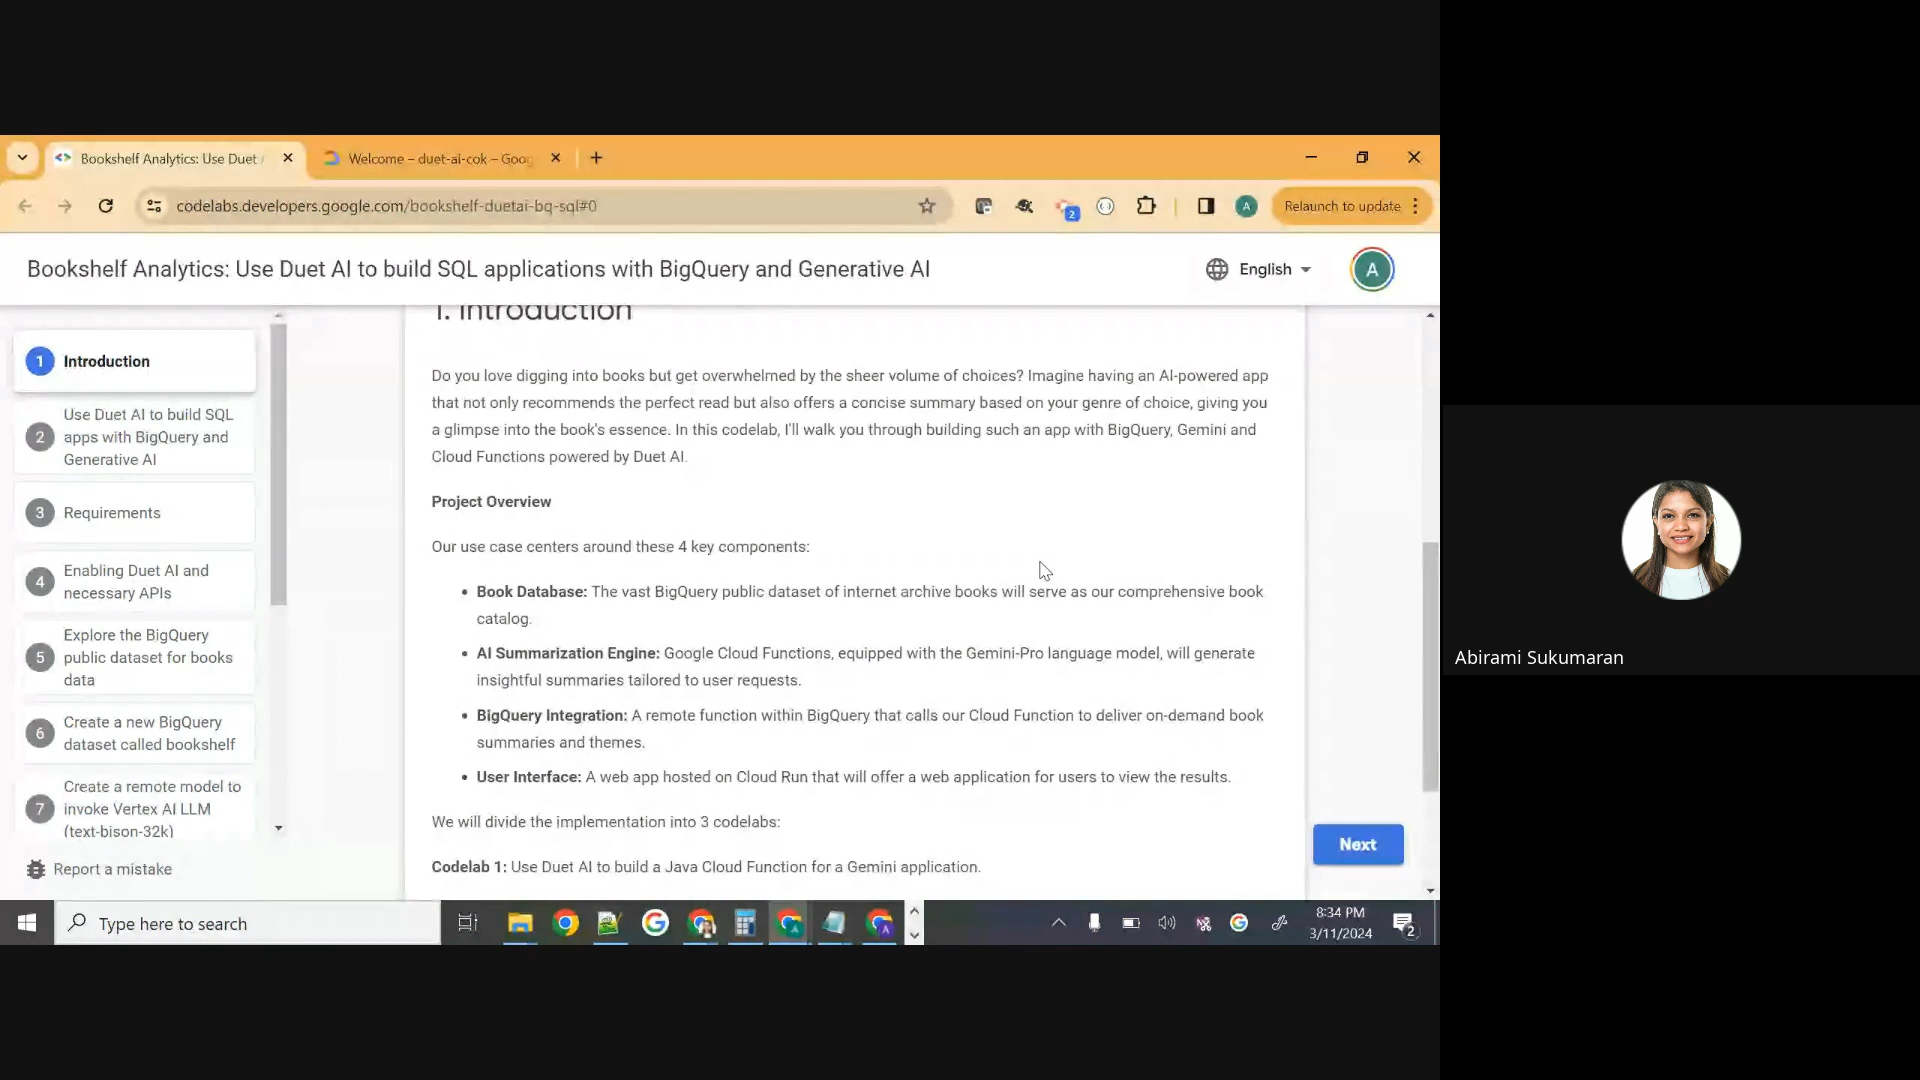 Bookshelf Analytics: Use Duet
Welcome – duet-ai-cok – Goo
codelabs.developers.google.com/bookshelf-duetai-bq-sql#0
2
A
Relaunch to update
Bookshelf Analytics: Use Duet AI to build SQL applications with BigQuery and Generative AI
English
A
1 Introduction
2 Use Duet AI to build SQL
apps with BigQuery and
Generative AI
3 Requirements
4 Enabling Duet AI and
necessary APIs
5 Explore the BigQuery
public dataset for books
data
6 Create a new BigQuery
dataset called bookshelf
7 Create a remote model to
invoke Vertex AI LLM
(text-bison-32k)
Report a mistake
1. Introduction
Do you love digging into books but get overwhelmed by the sheer volume of choices? Imagine having an AI-powered app
that not only recommends the perfect read but also offers a concise summary based on your genre of choice, giving you
a glimpse into the book's essence. In this codelab, I'll walk you through building such an app with BigQuery, Gemini and
Cloud Functions powered by Duet AI.
Project Overview
Our use case centers around these 4 key components:
• Book Database: The vast BigQuery public dataset of internet archive books will serve as our comprehensive book
catalog.
• AI Summarization Engine: Google Cloud Functions, equipped with the Gemini-Pro language model, will generate
insightful summaries tailored to user requests.
• BigQuery Integration: A remote function within BigQuery that calls our Cloud Function to deliver on-demand book
summaries and themes.
• User Interface: A web app hosted on Cloud Run that will offer a web application for users to view the results.
We will divide the implementation into 3 codelabs:
Codelab 1: Use Duet AI to build a Java Cloud Function for a Gemini application.
Next
Abirami Sukumaran
Type here to search
8:34 PM
3/11/2024
2